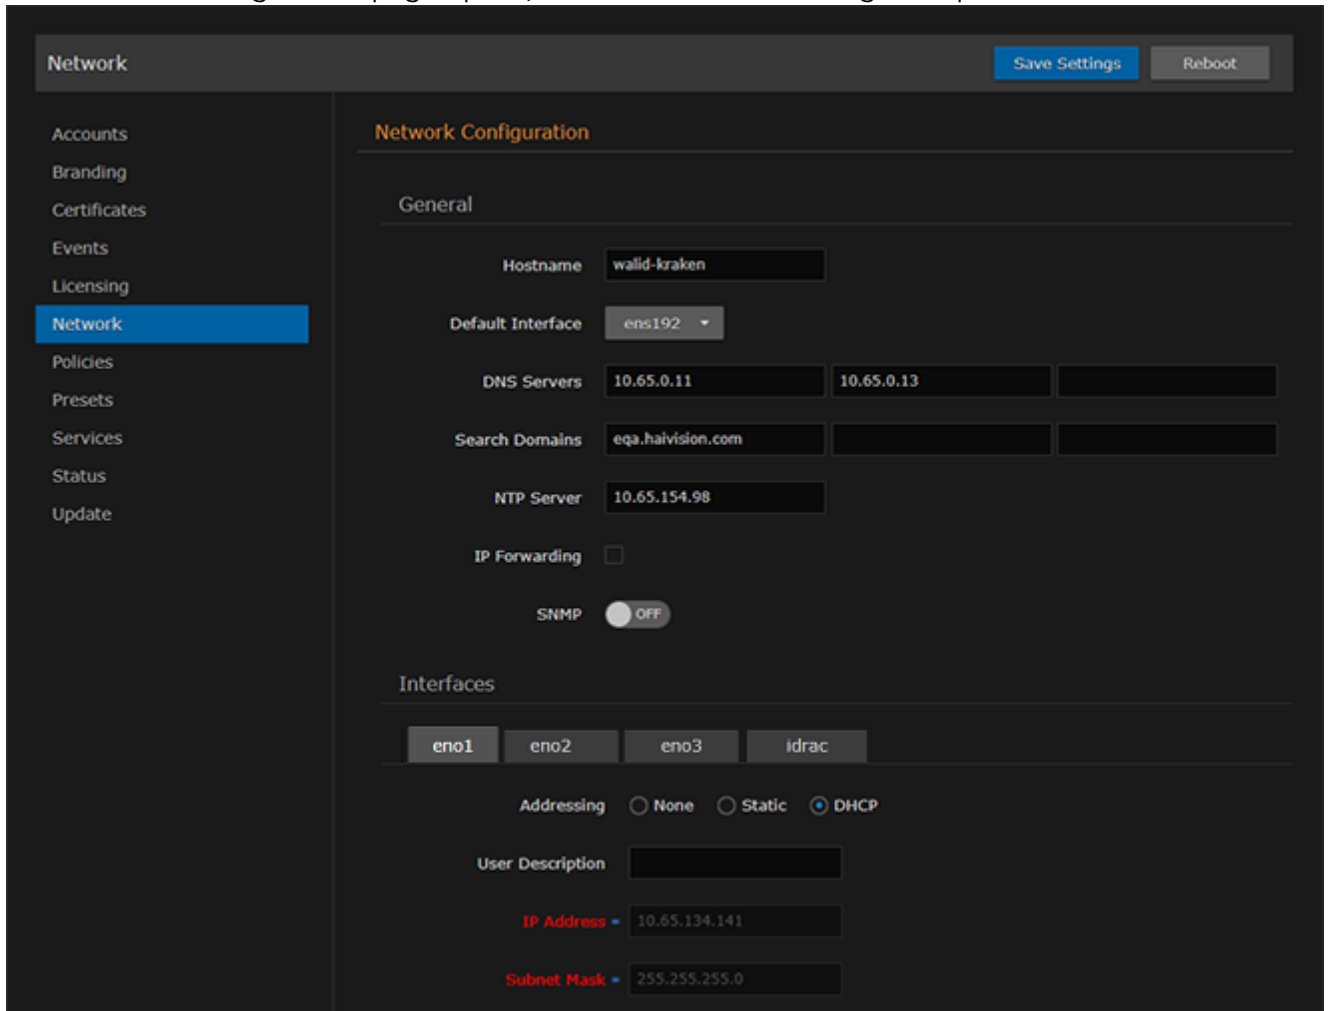 Network
Save Settings
Reboot
Accounts
Branding
Certificates
Events
Licensing
Network
Policies
Presets
Services
Status
Update
Network Configuration
General
Hostname walid-kraken
Default Interface ens192
DNS Servers 10.65.0.11 10.65.0.13
Search Domains eqa.haivision.com
NTP Server 10.65.154.98
IP Forwarding
SNMP OFF
Interfaces
eno1 eno2 eno3 idrac
Addressing None Static DHCP
User Description
IP Address 10.65.134.141
Subnet Mask 255.255.255.0